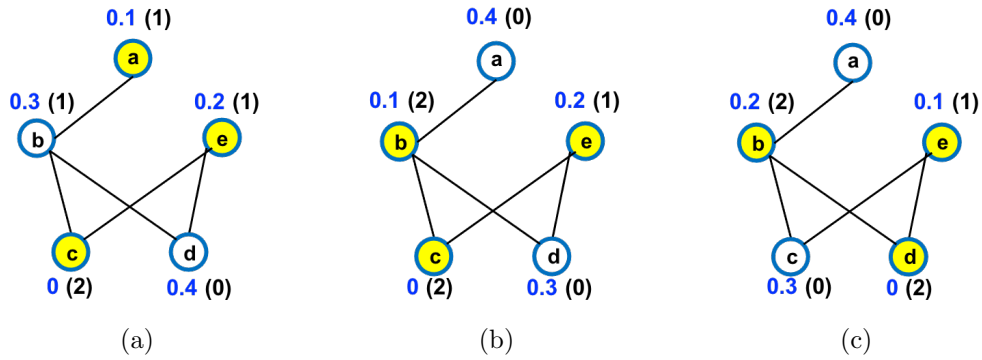 0.1 (1)
a
0.3 (1)
b
0.2 (1)
e
c
0 (2)
d
0.4 (0)
(a)
0.4 (0)
a
0.1 (2)
b
0.2 (1)
e
c
0 (2)
d
0.3 (0)
(b)
0.4 (0)
a
0.2 (2)
b
0.1 (1)
e
c
0.3 (0)
d
0 (2)
(c)